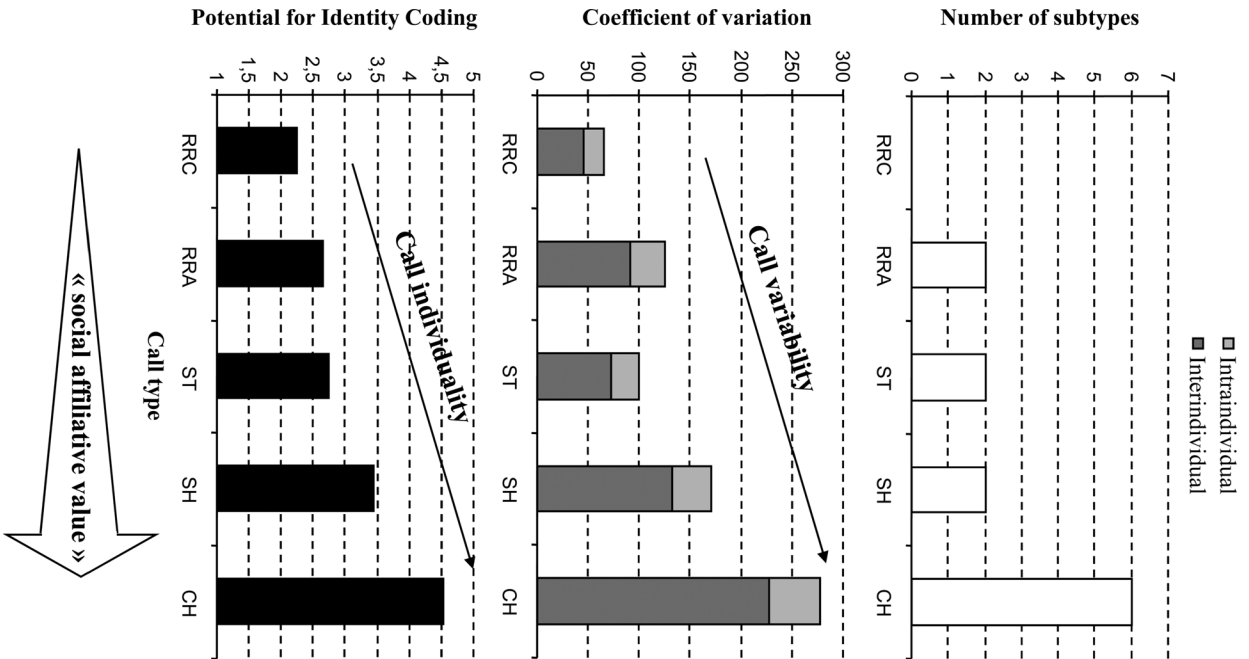 Intraindividual
Interindividual
Number of subtypes
7
6
5
4
3
2
1
0
RRC RRA ST SH CH
Coefficient of variation
300
250
200
150
100
50
0
Call variability
RRC RRA ST SH CH
Potential for Identity Coding
5
4,5
4
3,5
3
2,5
2
1,5
1
Call individuality
RRC RRA ST SH CH
Call type
« social affiliative value »